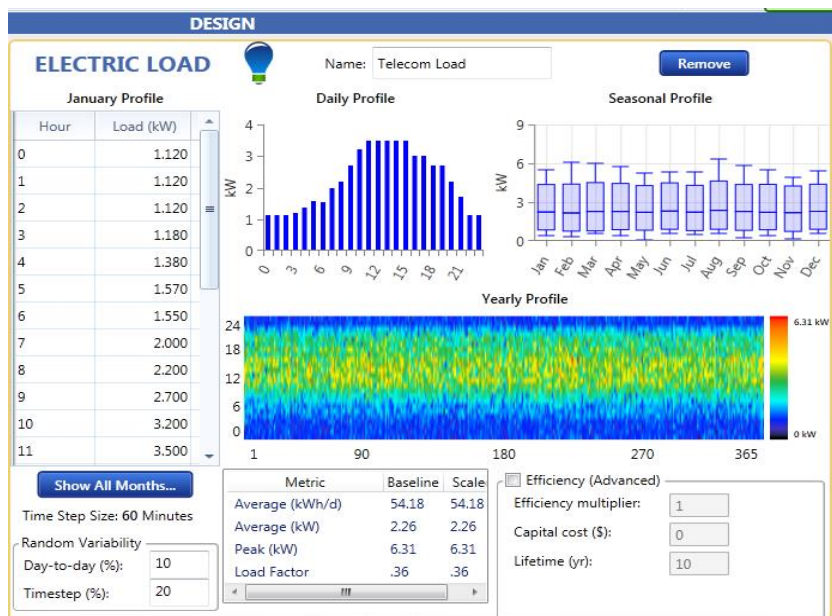 DESIGN
ELECTRIC LOAD
Name: Telecom Load
Remove
January Profile
Hour Load (kW)
0 1.120
1 1.120
2 1.120
3 1.180
4 1.380
5 1.570
6 1.550
7 2.000
8 2.200
9 2.700
10 3.200
11 3.500
Show All Months...
Time Step Size: 60 Minutes
Random Variability
Day-to-day (%): 10
Timestep (%): 20
Daily Profile
kW
4
3
2
1
0
0 3 6 9 12 15 18 21
Seasonal Profile
kW
9
6
3
0
Jan Feb Mar Apr May Jun Jul Aug Sep Oct Nov Dec
Yearly Profile
24
18
12
6
0
1 90 180 270 365
6.31 kW
0 kW
Metric Baseline Scale
Average (kWh/d) 54.18 54.18
Average (kW) 2.26 2.26
Peak (kW) 6.31 6.31
Load Factor .36 .36
Efficiency (Advanced)
Efficiency multiplier: 1
Capital cost ($): 0
Lifetime (yr): 10